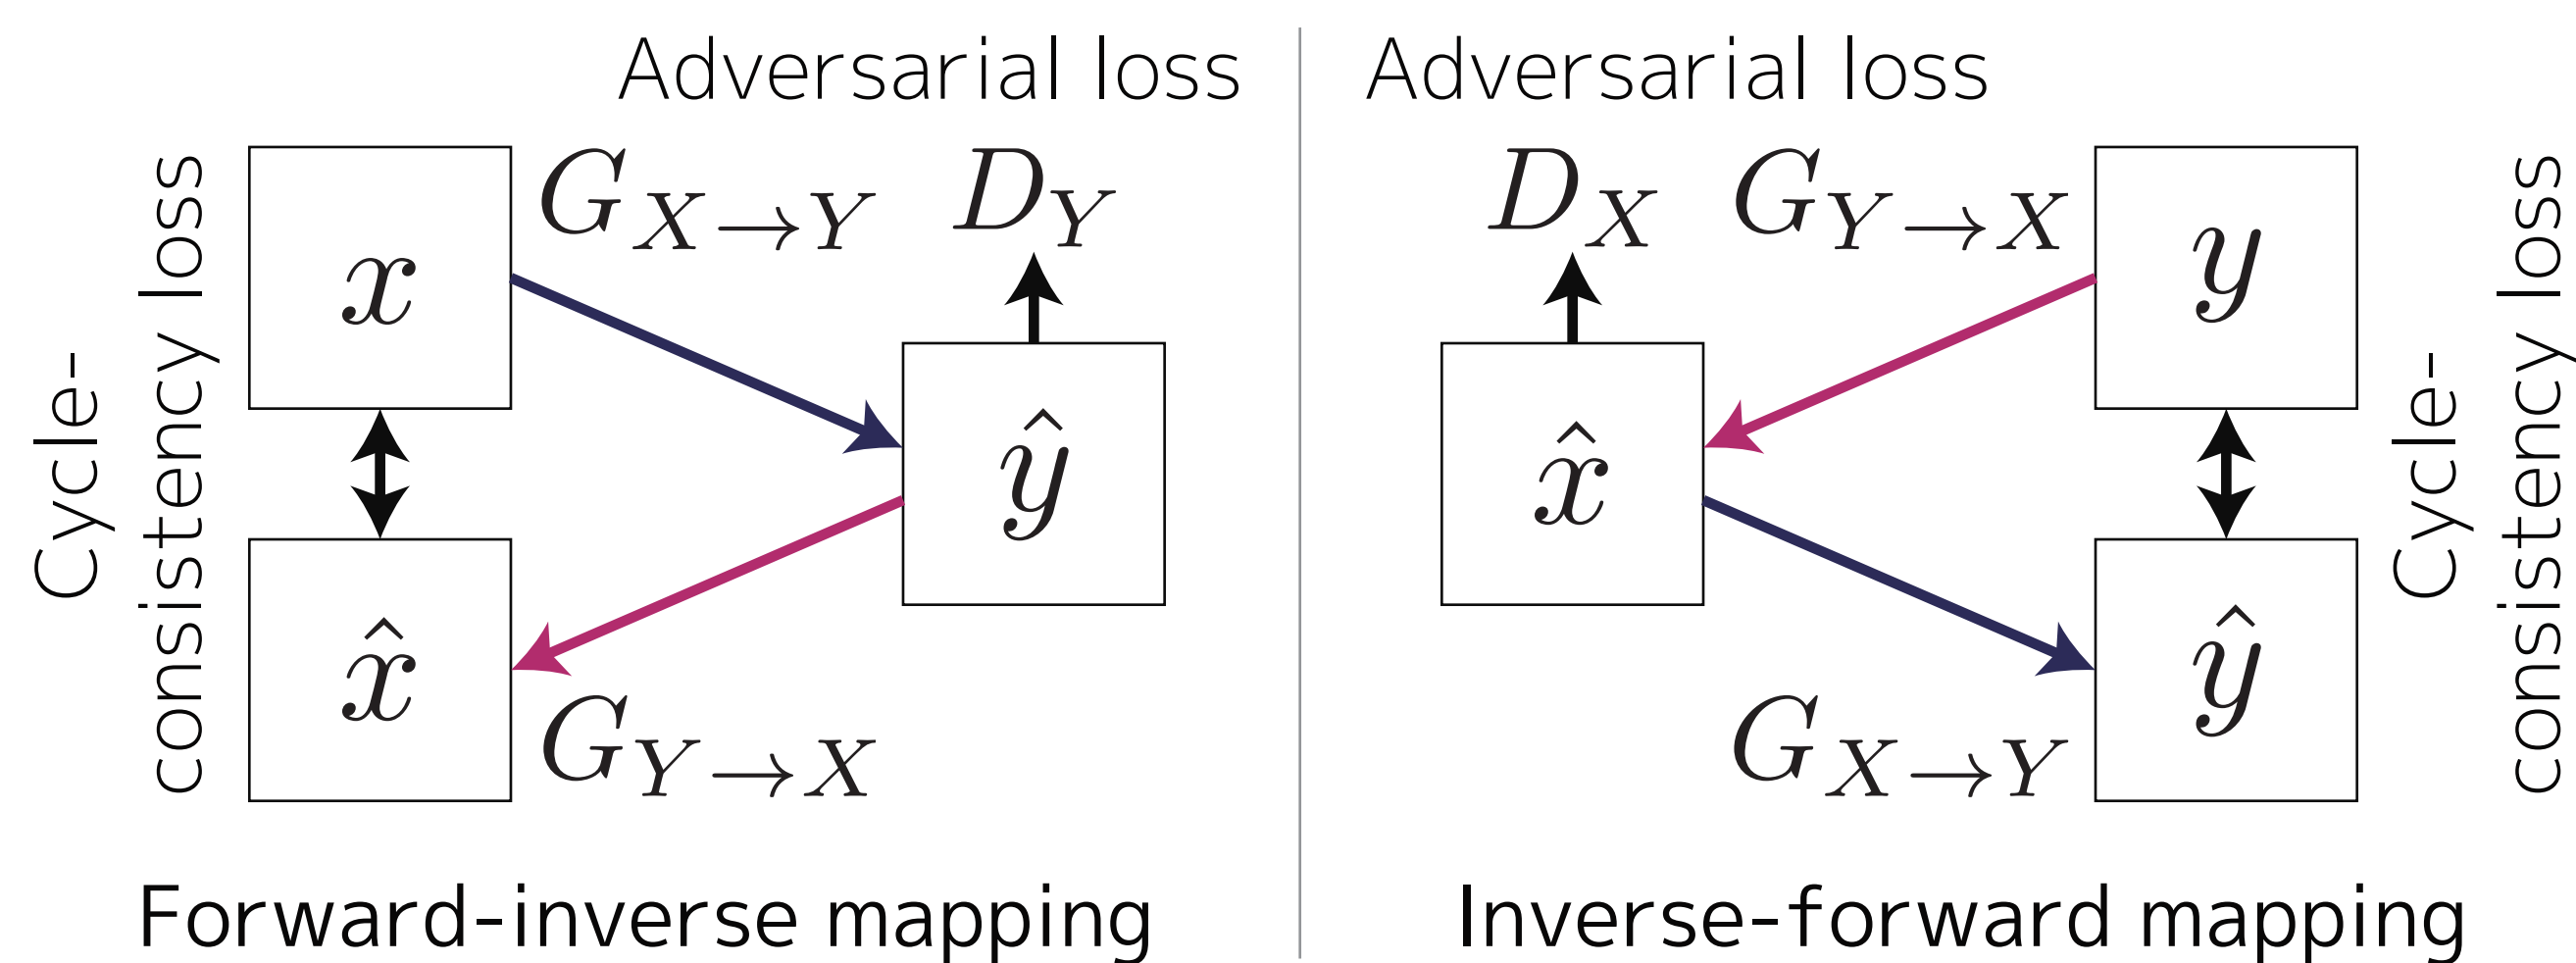 Adversarial loss
G_{X→Y}
D_Y
x
ŷ
x̂
G_{Y→X}
Cycle-
consistency loss
Forward-inverse mapping
Adversarial loss
D_X
G_{Y→X}
y
x̂
ŷ
G_{X→Y}
Cycle-
consistency loss
Inverse-forward mapping